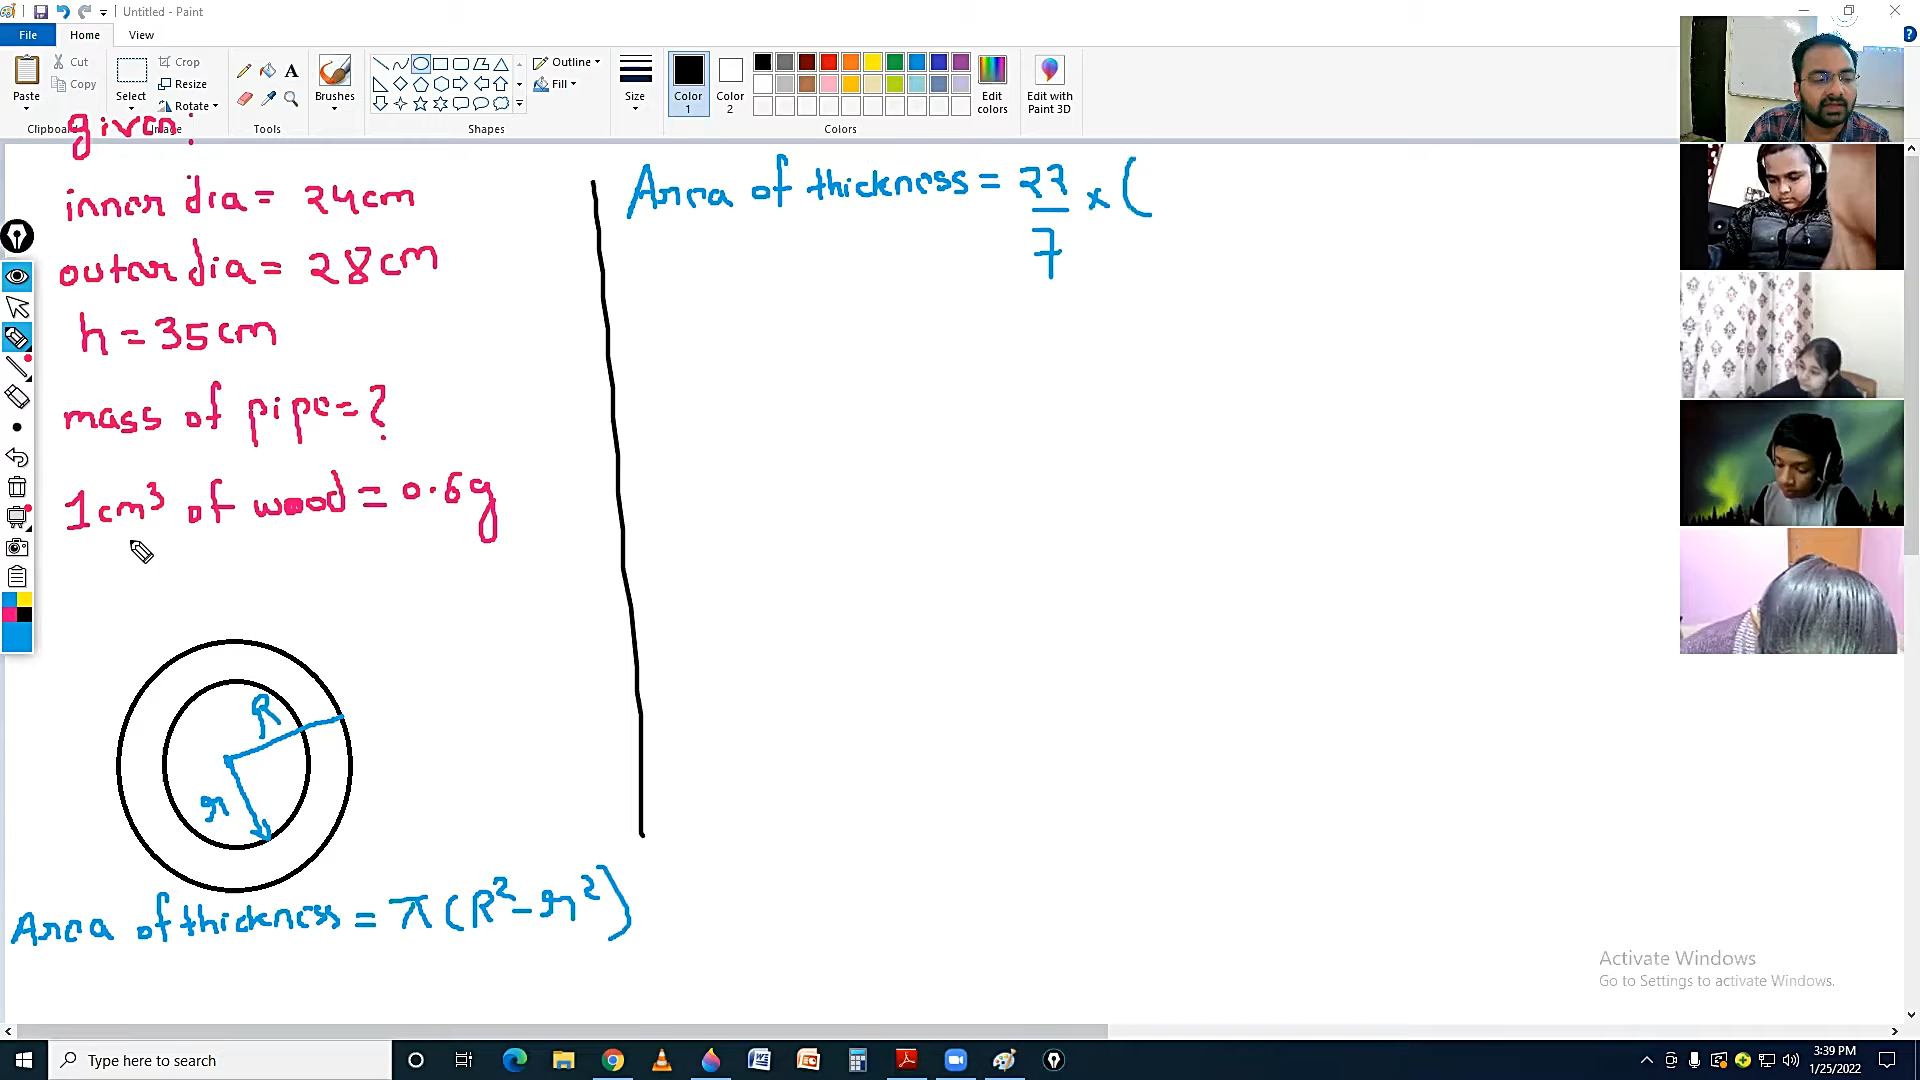 Untitled - Paint
File
Home
View
Paste
Cut
Copy
Clipboard
Select
Crop
Resize
Rotate
Image
Tools
Brushes
Shapes
Outline
Fill
Size
Color 1
Color 2
Colors
Edit colors
Edit with Paint 3D
given:
inner dia = 24cm
outer dia = 28cm
h = 35cm
mass of pipe = ?
1cm³ of wood = 0.6g
R
r
Area of thickness = π(R²-r²)
Area of thickness = 22/7 × (
Activate Windows
Go to Settings to activate Windows.
Type here to search
3:39 PM
1/25/2022